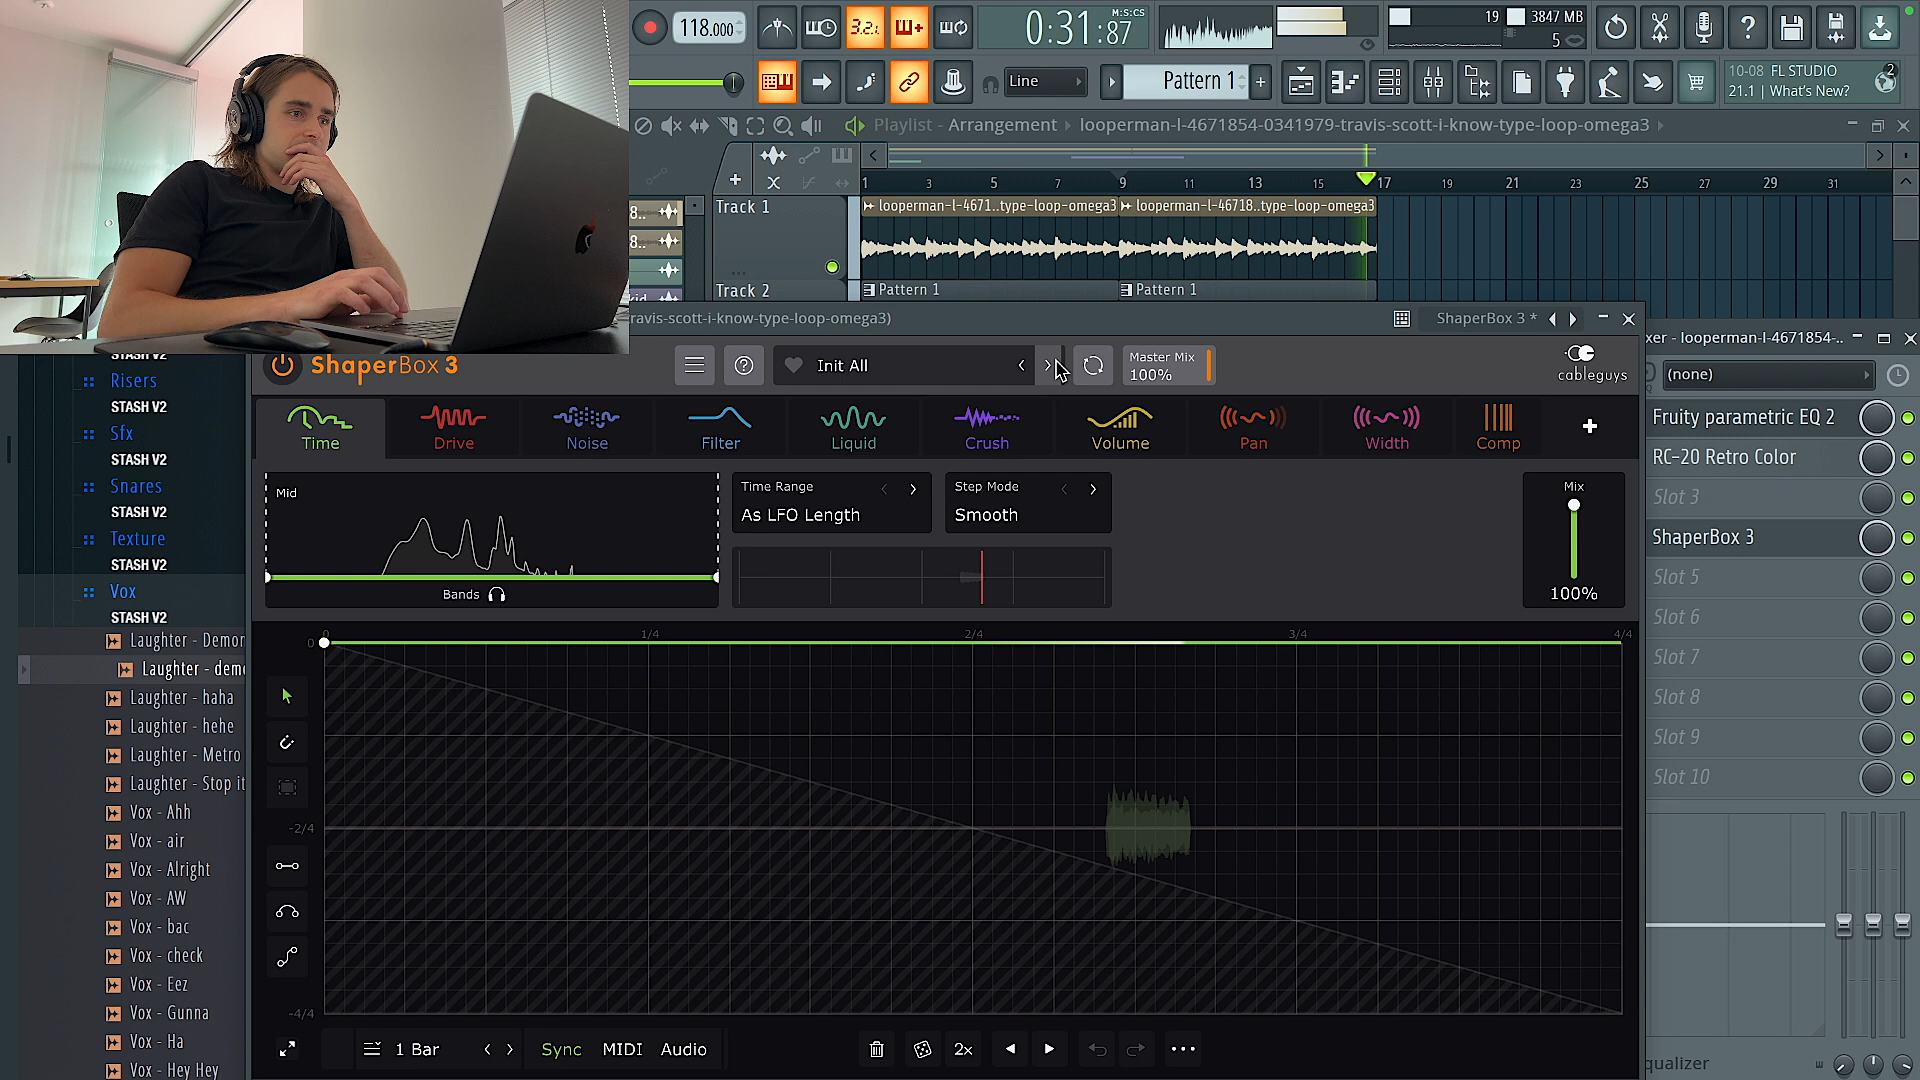 118.000
3.2.
0:31:87
M:S:CS
19
3847 MB
5
Line
Pattern 1
10-08 FL STUDIO
21.1 | What's New?
2
Playlist - Arrangement
looperman-l-4671854-0341979-travis-scott-i-know-type-loop-omega3
1 3 5 7 9 11 13 15 17 19 21 23 25 27 29 31
Track 1
looperman-l-4671..type-loop-omega3
looperman-l-46718..type-loop-omega3
Track 2
Pattern 1
Pattern 1
8..
8..
ravis-scott-i-know-type-loop-omega3)
ShaperBox 3 *
xer - looperman-l-4671854-..
ShaperBox 3
Init All
Master Mix
100%
cableguys
(none)
Time
Drive
Noise
Filter
Liquid
Crush
Volume
Pan
Width
Comp
Mid
Bands
Time Range
As LFO Length
Step Mode
Smooth
Mix
100%
0 1/4 2/4 3/4 4/4
0
-2/4
-4/4
1 Bar
Sync
MIDI
Audio
2x
Fruity parametric EQ 2
RC-20 Retro Color
Slot 3
ShaperBox 3
Slot 5
Slot 6
Slot 7
Slot 8
Slot 9
Slot 10
qualizer
STASH V2
Risers
STASH V2
Sfx
STASH V2
Snares
STASH V2
Texture
STASH V2
Vox
STASH V2
Laughter - Demon
Laughter - demo
Laughter - haha
Laughter - hehe
Laughter - Metro
Laughter - Stop it
Vox - Ahh
Vox - air
Vox - Alright
Vox - AW
Vox - bac
Vox - check
Vox - Eez
Vox - Gunna
Vox - Ha
Vox - Hey Hey